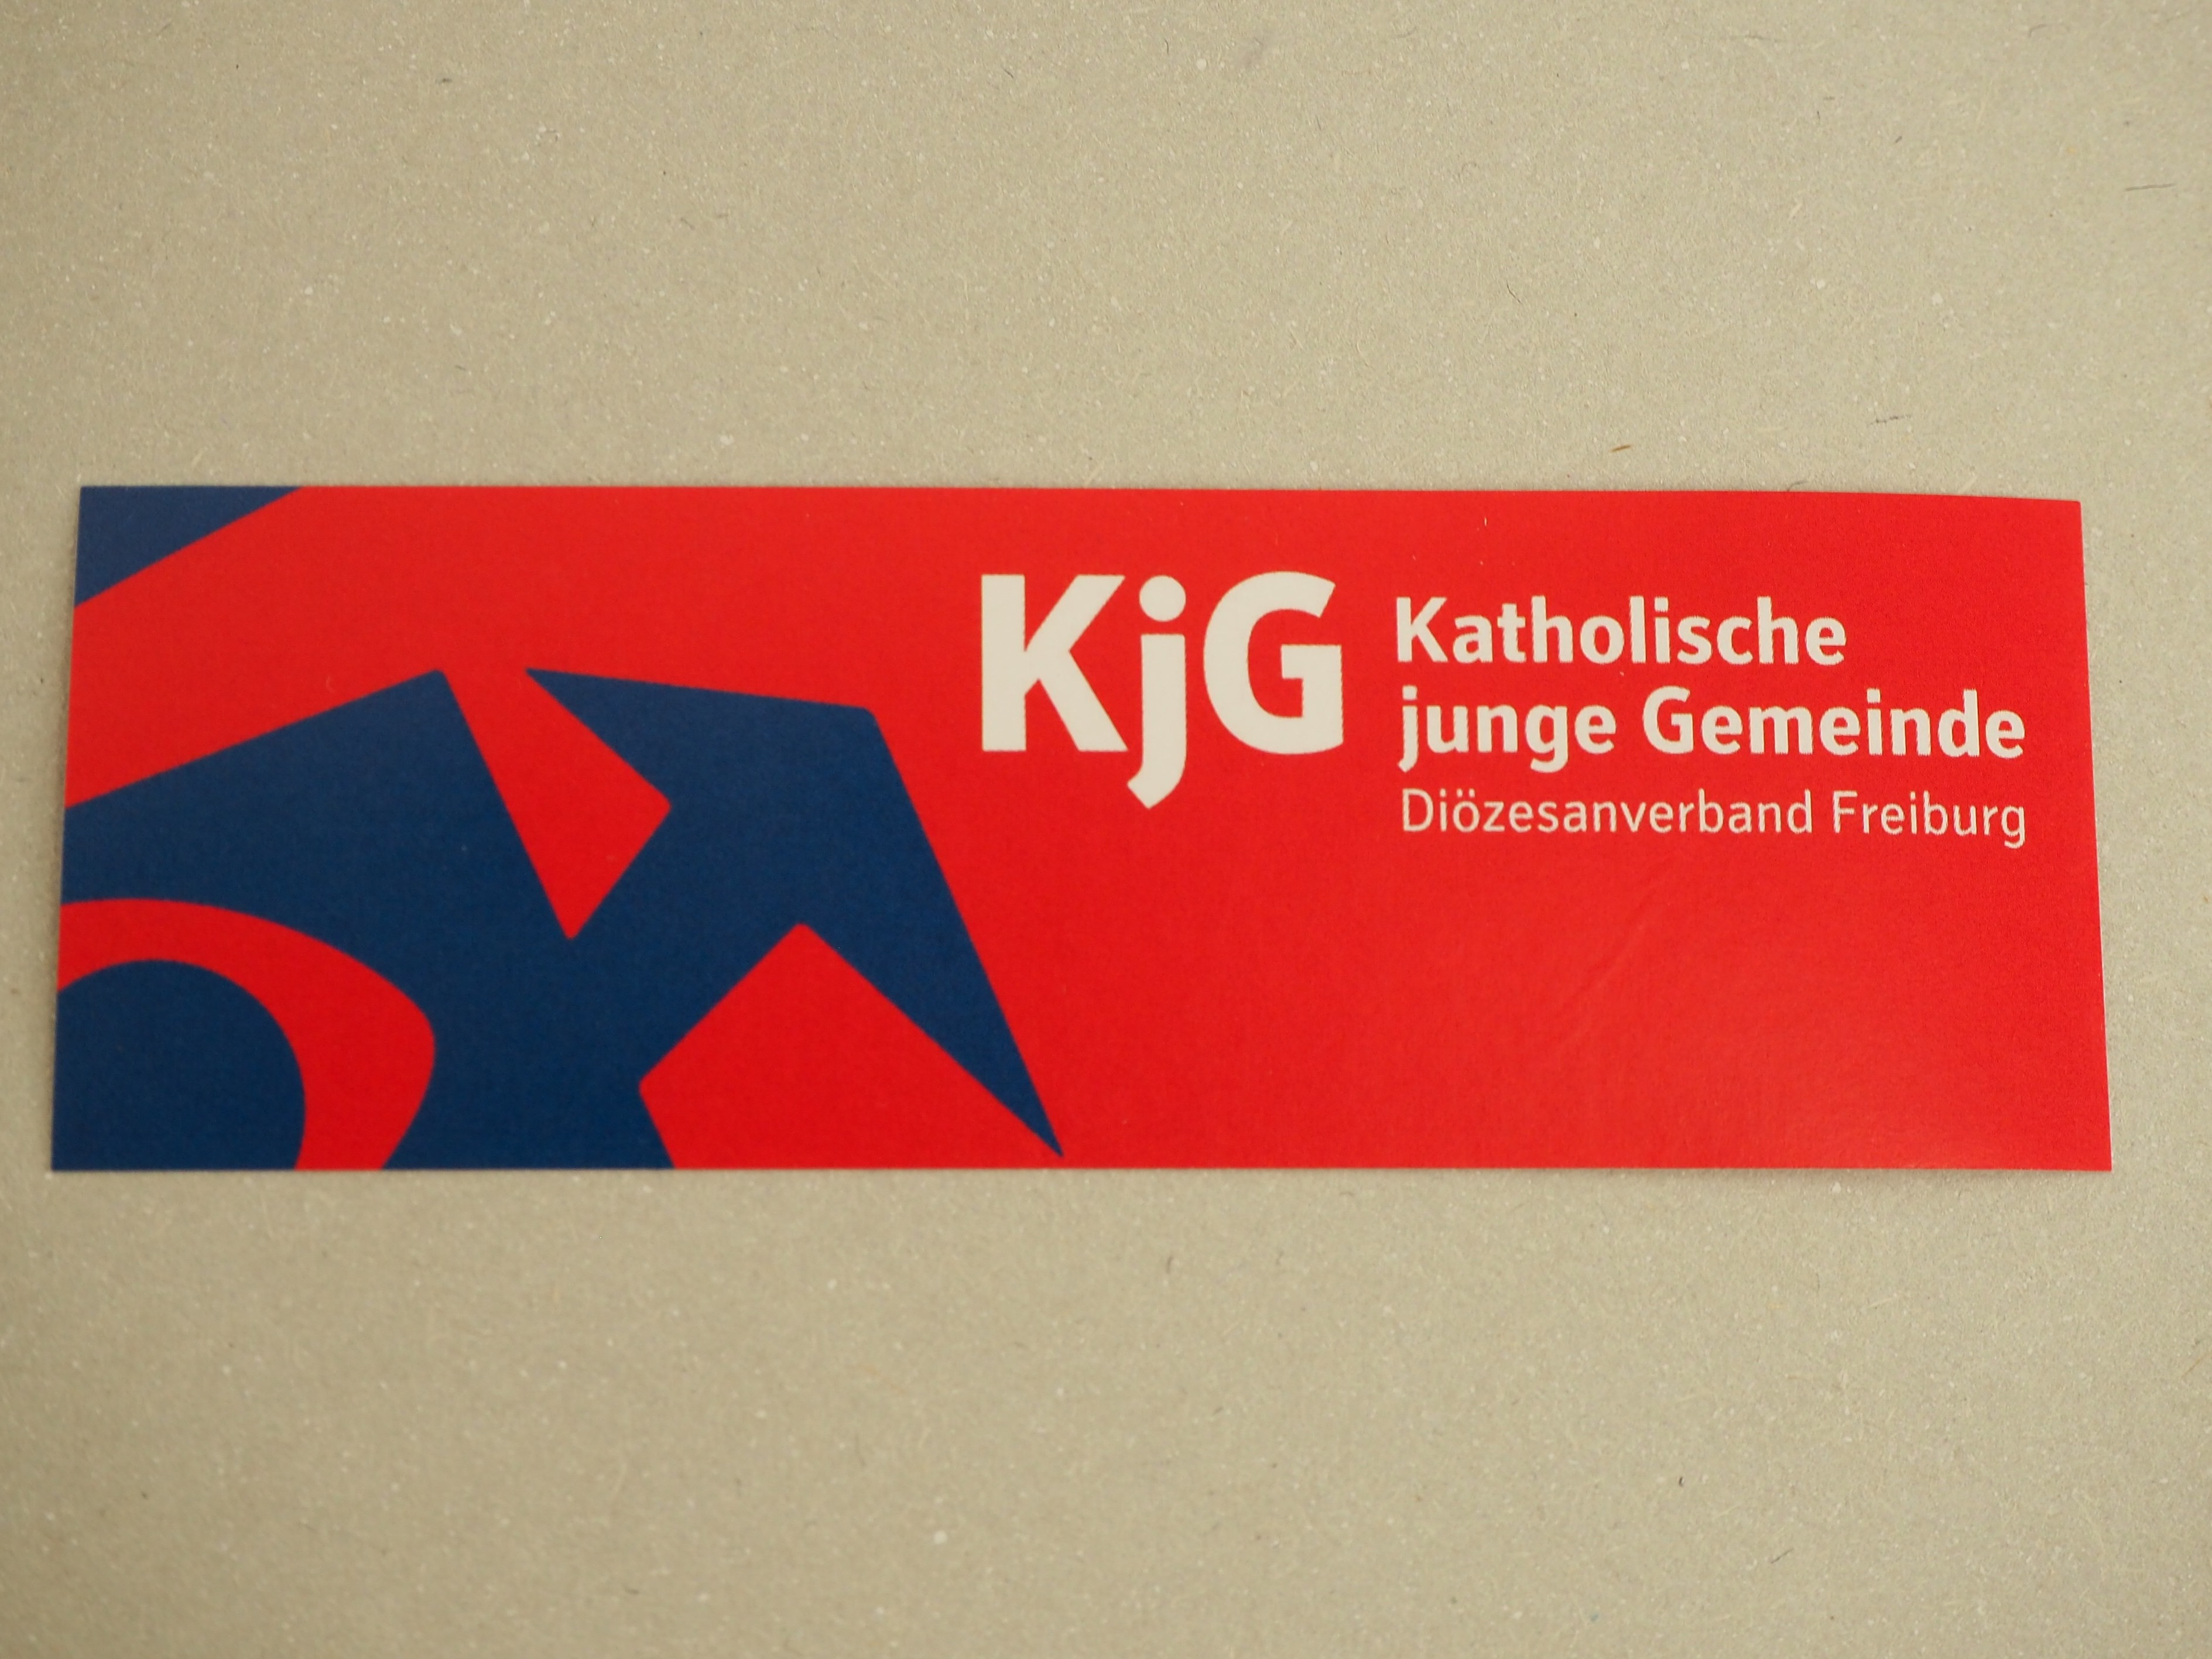 KjG
Katholische
junge Gemeinde
Diözesanverband Freiburg